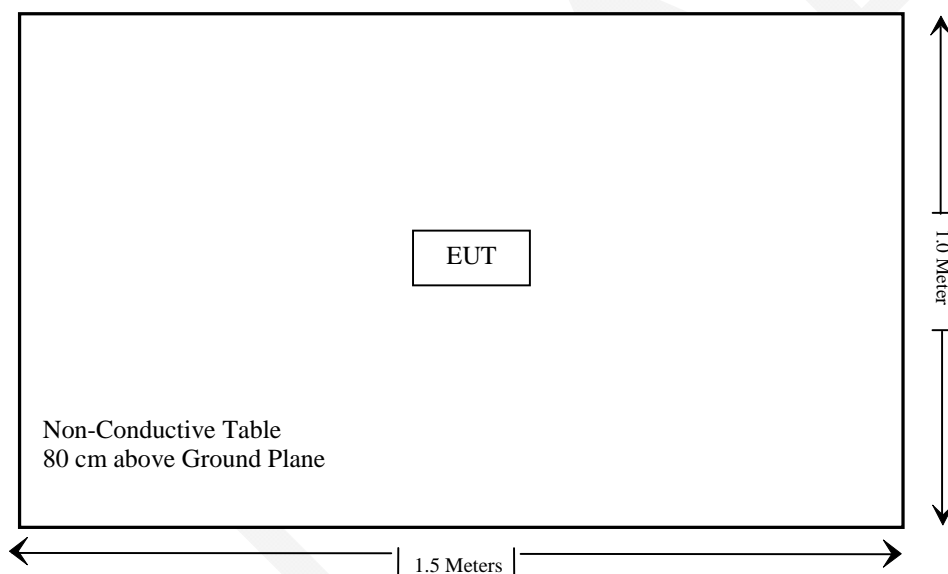 EUT
1.0 Meter
Non-Conductive Table
80 cm above Ground Plane
1.5 Meters